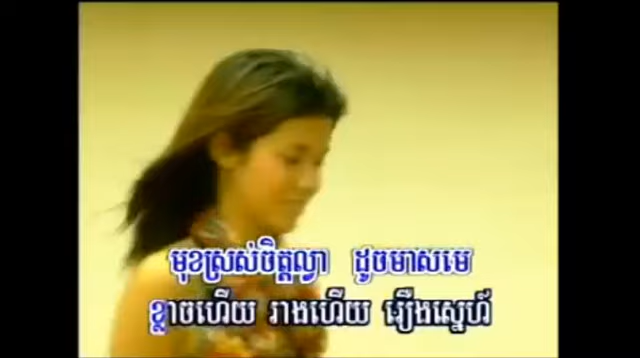 មុខស្រស់ចិត្តល្វា ដូចមាសមេ
ខ្លាចហើយ រាងហើយ រឿងស្នេហ៍